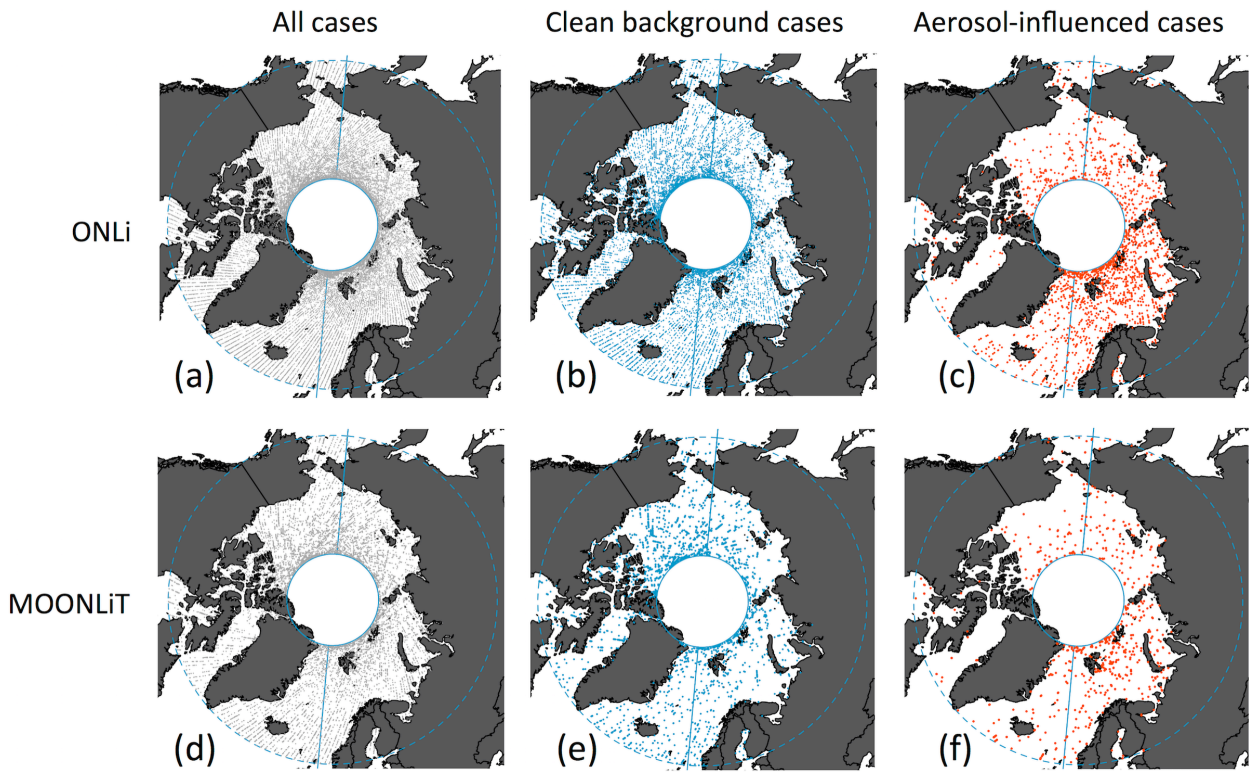 All cases
Clean background cases
Aerosol-influenced cases
ONLi
(a)
(b)
(c)
MOONLiT
(d)
(e)
(f)